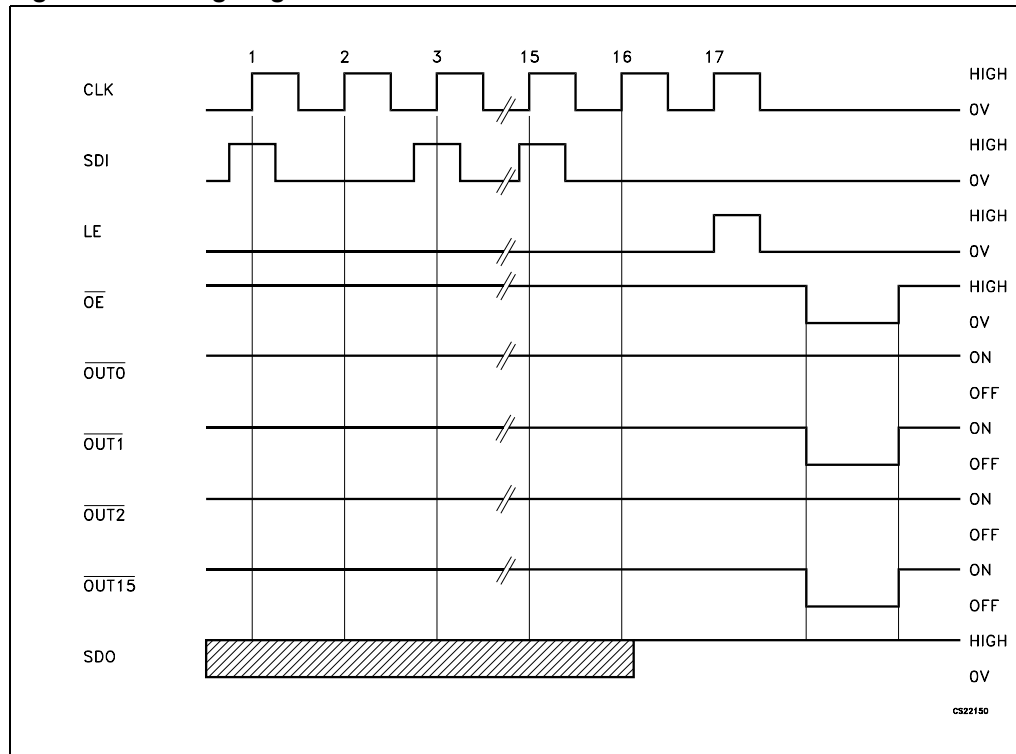 1 2 3 15 16 17
CLK
HIGH
0V
SDI
HIGH
0V
LE
HIGH
0V
OE
HIGH
0V
OUT0
ON
OFF
OUT1
ON
OFF
OUT2
ON
OFF
OUT15
ON
OFF
SDO
HIGH
0V
CS22150